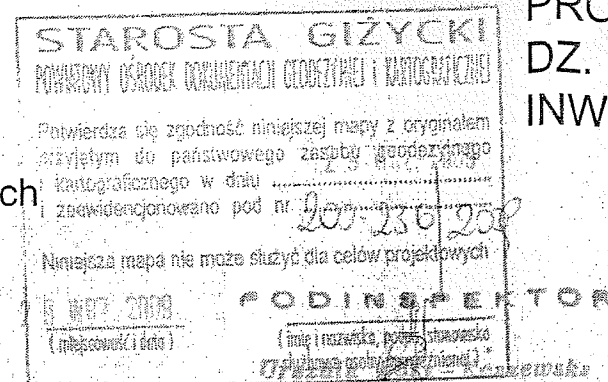 STAROSTA GIŻYCKI
POWIATOWY OŚRODEK DOKUMENTACJI GEODEZYJNEJ i KARTOGRAFICZNEJ
Potwierdza się zgodność niniejszej mapy z oryginałem
przyjętym do państwowego zasobu geodezyjnego
i kartograficznego w dniu
i zaewidencjonowano pod nr
Niniejsza mapa nie może służyć dla celów projektowych
2009
PODINSPEKTOR
(miejscowość i data)
(imię i nazwisko, stanowisko
ch
PRO
DZ.
INW